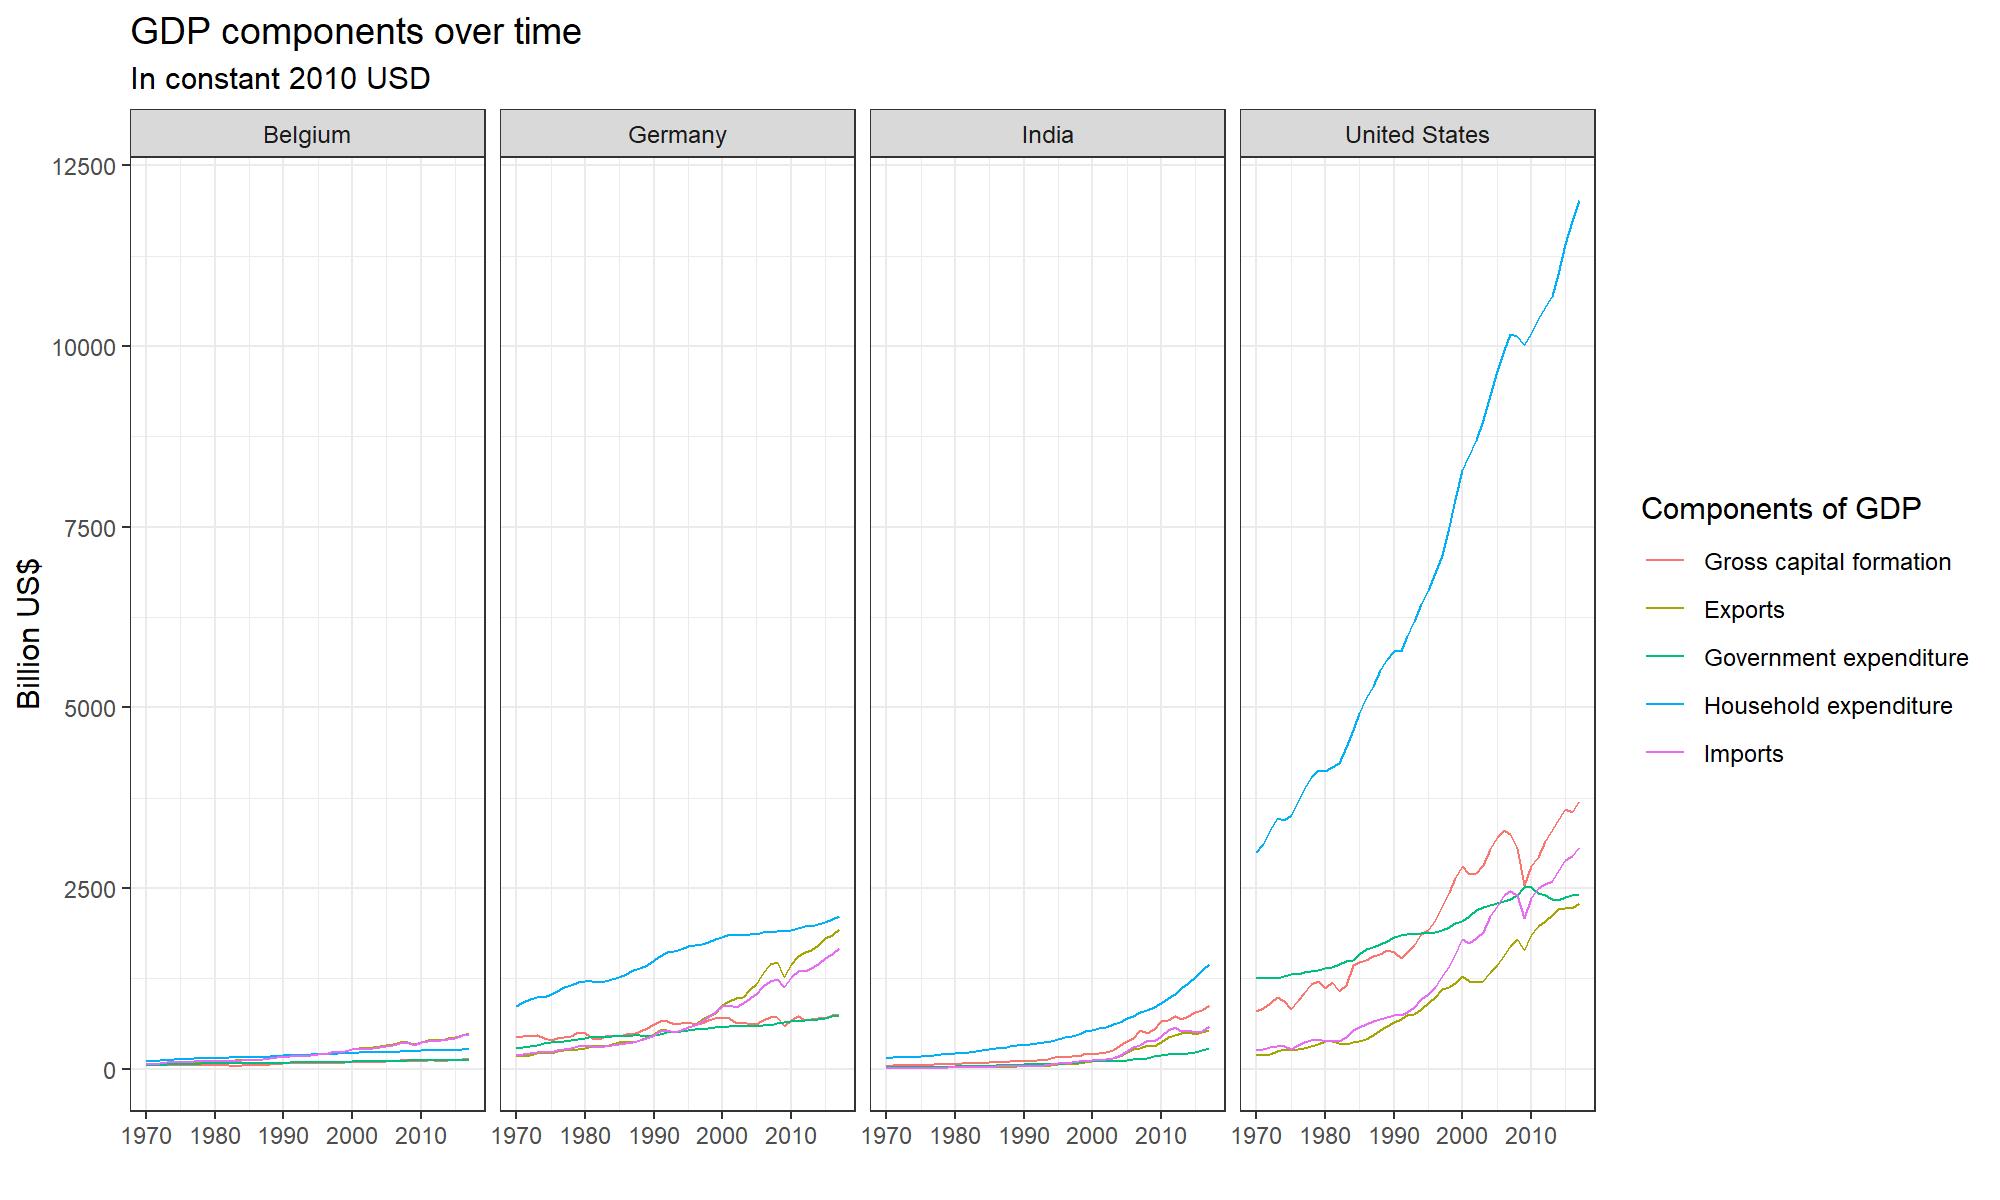 GDP components over time
In constant 2010 USD
Belgium
Germany
India
United States
Billion US$
12500
10000
7500
5000
2500
0
1970 1980 1990 2000 2010
1970 1980 1990 2000 2010
1970 1980 1990 2000 2010
1970 1980 1990 2000 2010
Components of GDP
Gross capital formation
Exports
Government expenditure
Household expenditure
Imports